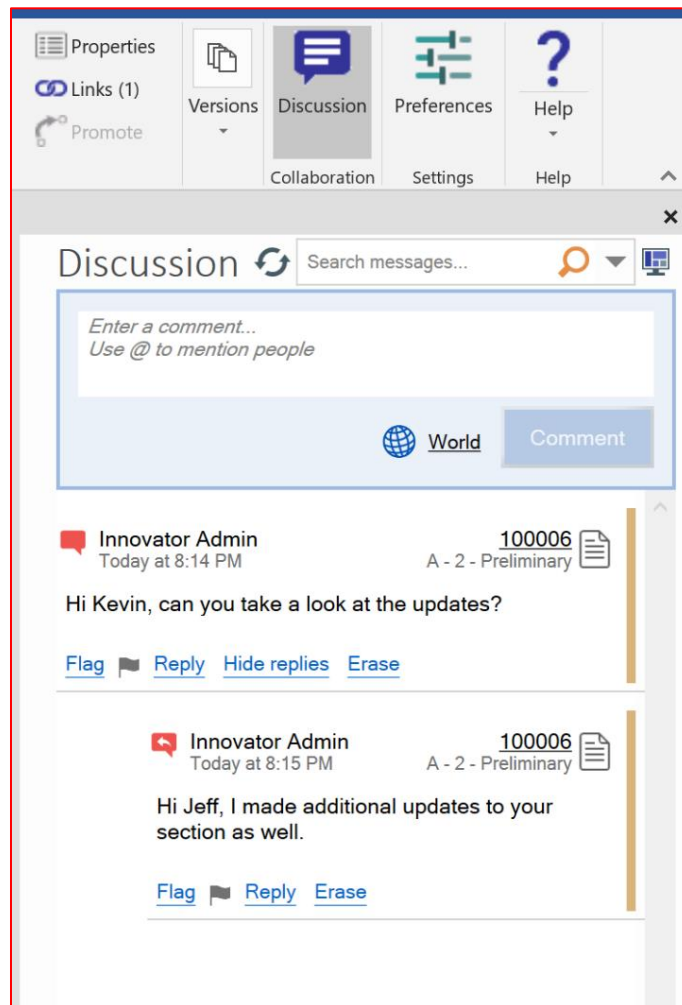 Properties
Links (1)
Promote
Versions
Discussion
Preferences
Help
Collaboration
Settings
Help
Discussion
Search messages...
Enter a comment...
Use @ to mention people
World
Comment
Innovator Admin
100006
Today at 8:14 PM
A - 2 - Preliminary
Hi Kevin, can you take a look at the updates?
Flag Reply Hide replies Erase
Innovator Admin
100006
Today at 8:15 PM
A - 2 - Preliminary
Hi Jeff, I made additional updates to your
section as well.
Flag Reply Erase